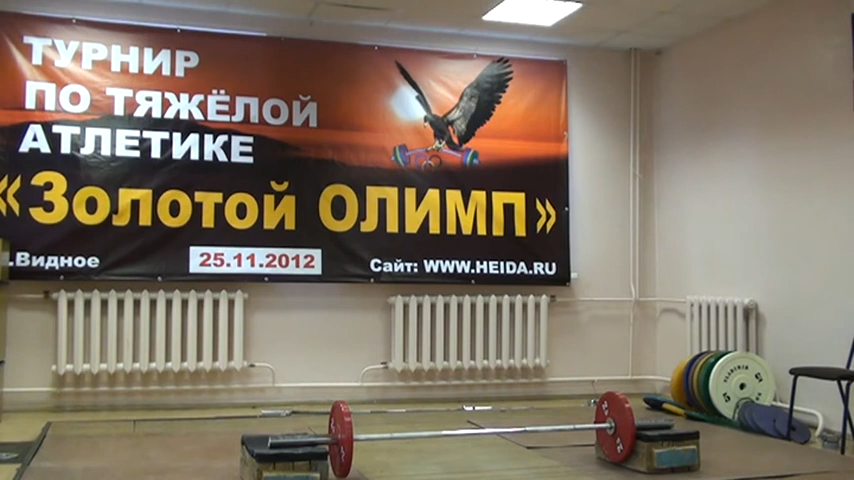 ТУРНИР
ПО ТЯЖЁЛОЙ
АТЛЕТИКЕ
«Золотой ОЛИМП»
.Видное
25.11.2012
Сайт: WWW.HEIDA.RU